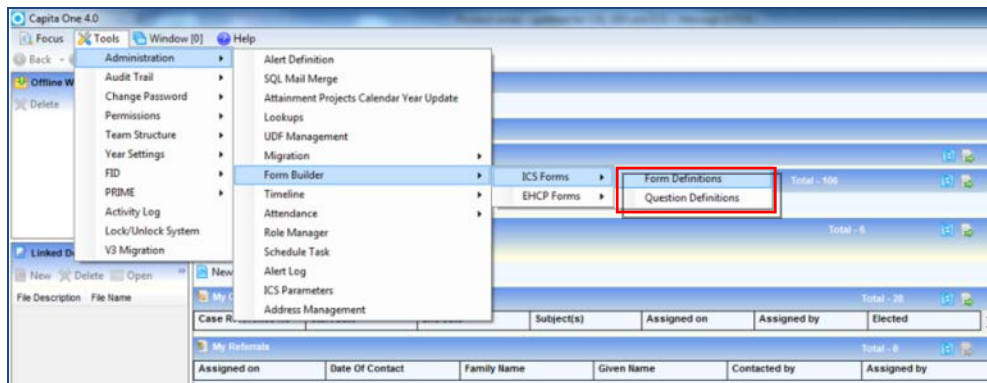 Capita One 4.0
Focus Tools Window [0] Help
Back
Administration
Audit Trail
Change Password
Permissions
Team Structure
Year Settings
FID
PRIME
Activity Log
Lock/Unlock System
V3 Migration
Alert Definition
SQL Mail Merge
Attainment Projects Calendar Year Update
Lookups
UDF Management
Migration
Form Builder
Timeline
Attendance
Role Manager
Schedule Task
Alert Log
ICS Parameters
Address Management
ICS Forms
EHCP Forms
Form Definitions
Question Definitions
Offline W
Delete
Total - 106
Total - 6
Linked D
New Delete Open »
New
File Description File Name
My
Total - 28
Case R Subject(s) Assigned on Assigned by Elected
My Referrals
Total - 0
Assigned on Date Of Contact Family Name Given Name Contacted by Assigned by